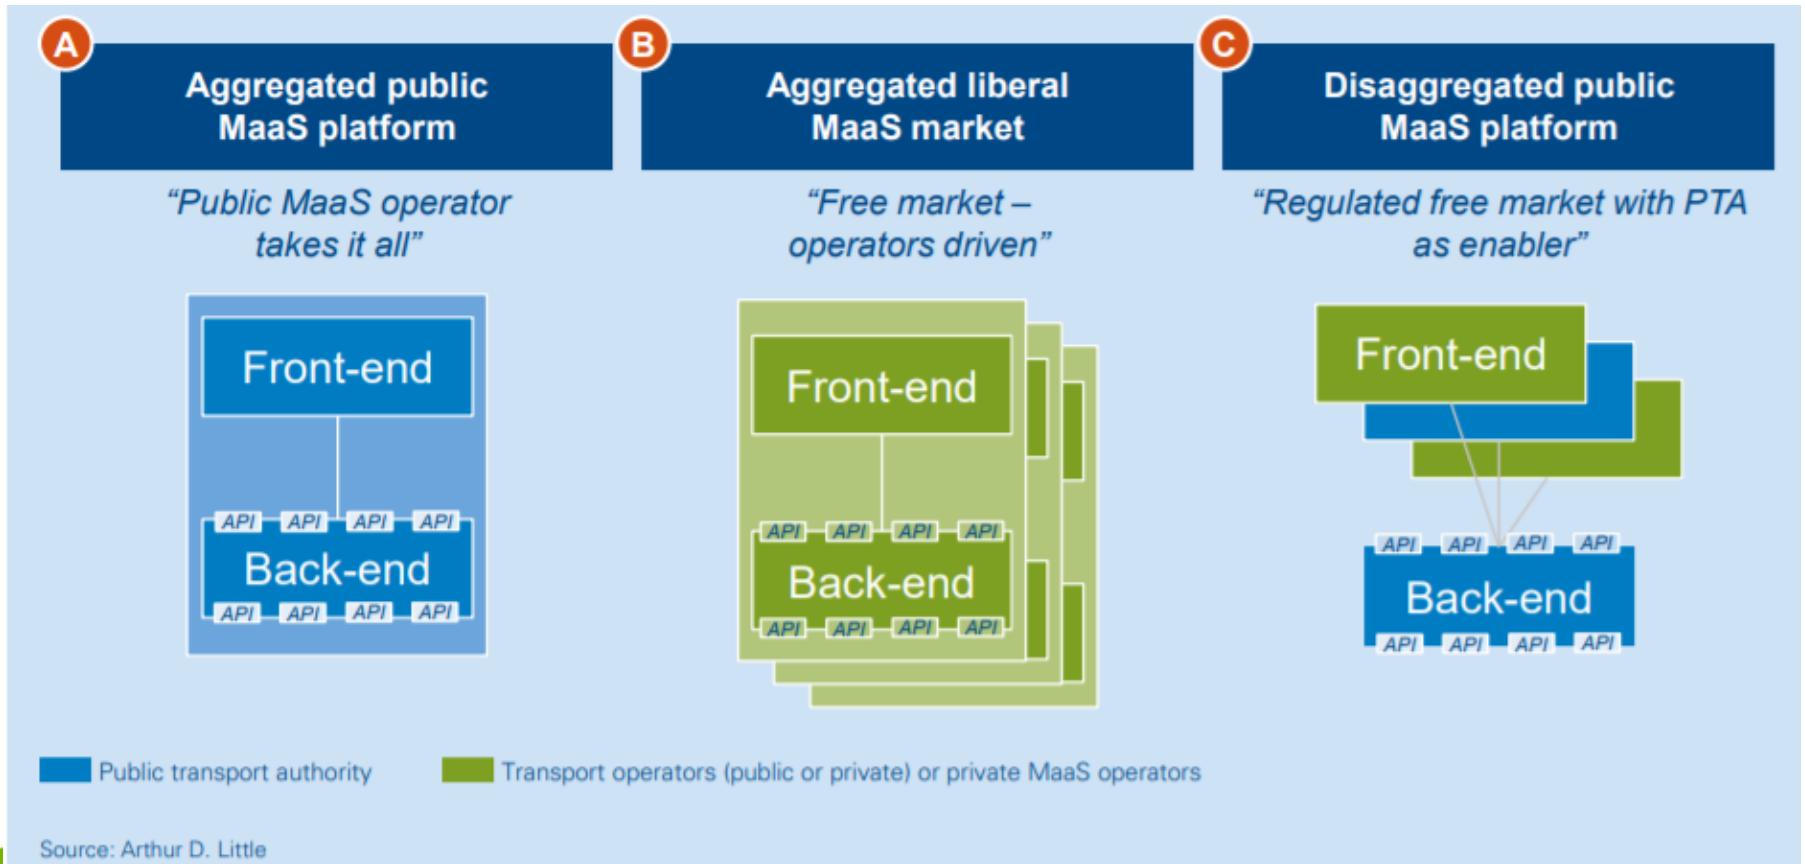 A
Aggregated public
MaaS platform
“Public MaaS operator
takes it all”
Front-end
API API API API
Back-end
API API API API
B
Aggregated liberal
MaaS market
“Free market –
operators driven”
Front-end
API API API API
Back-end
API API API API
C
Disaggregated public
MaaS platform
“Regulated free market with PTA
as enabler”
Front-end
API API API API
Back-end
API API API API
Public transport authority
Transport operators (public or private) or private MaaS operators
Source: Arthur D. Little